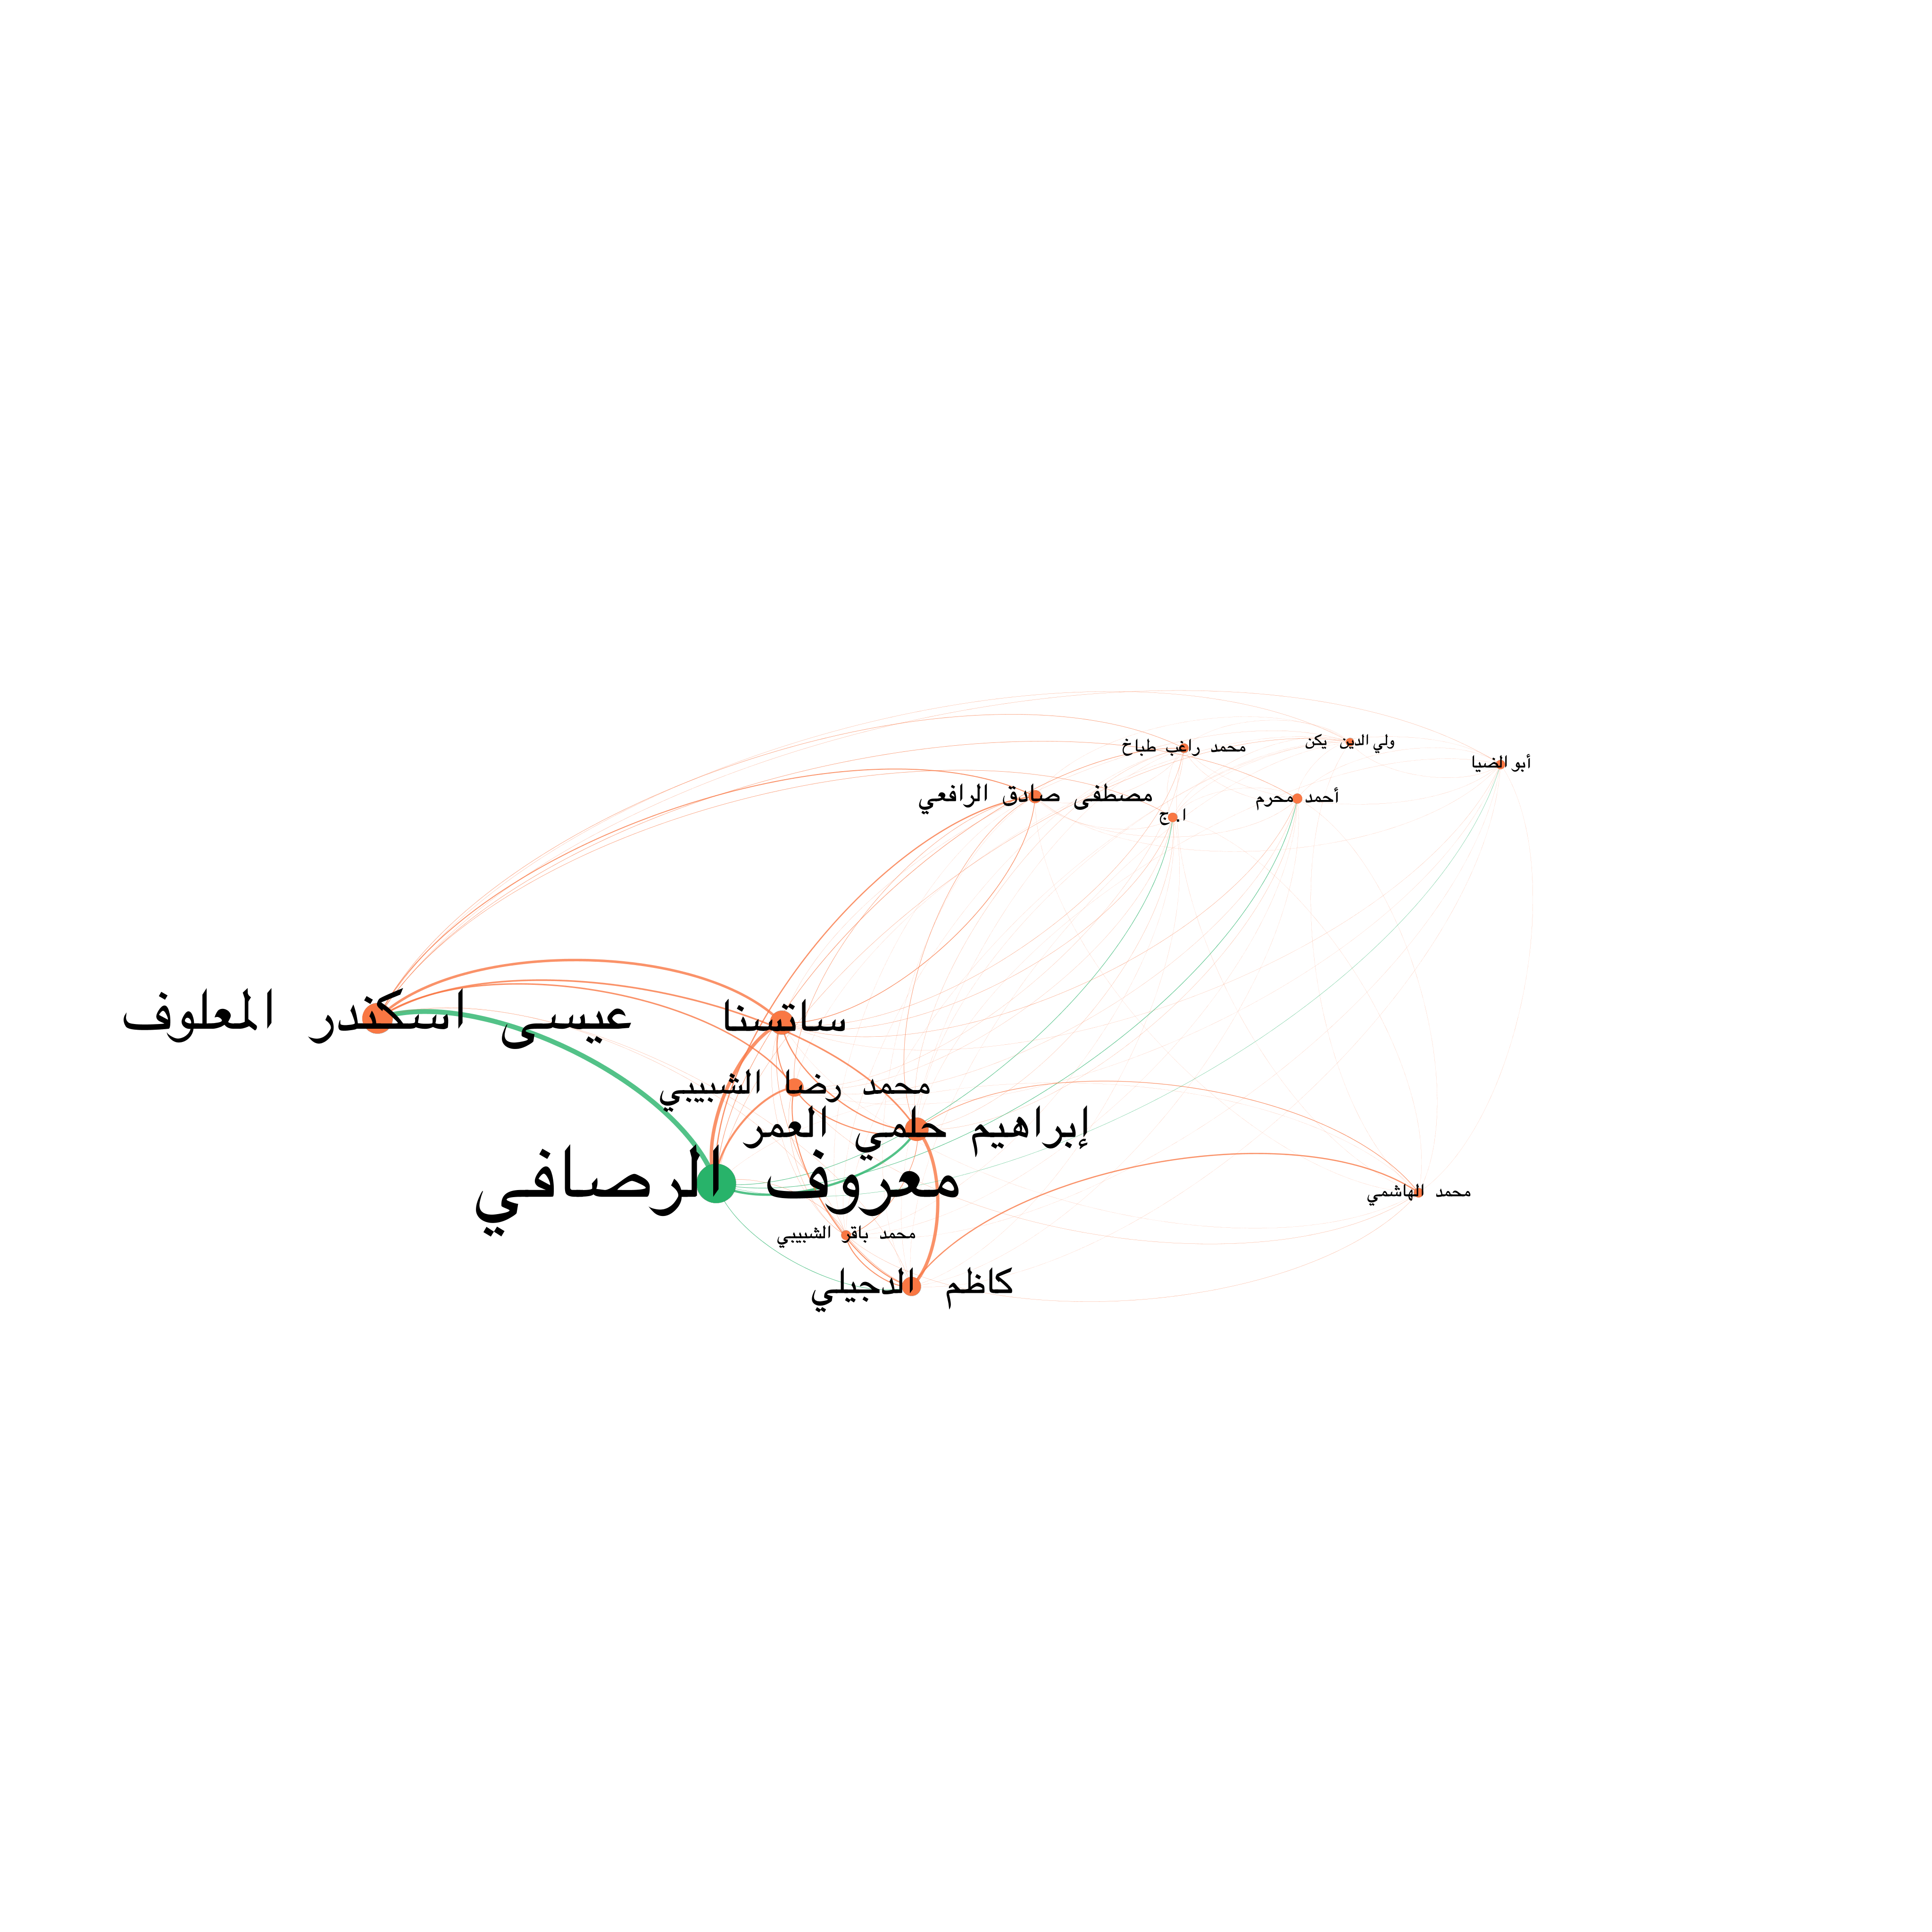 ولي الدين يكن
محمد راغب طباخ
أبو الضيا
أحمد محرم
مصطفى صادق الرافعي
ا. ج
عيسى اسكندر المعلوف
ساتسنا
محمد رضا الشبيبي
إبراهيم حلمي العمر
معروف الرصافي
محمد الهاشمي
محمد باقر الشبيبي
كاظم الدجيلي